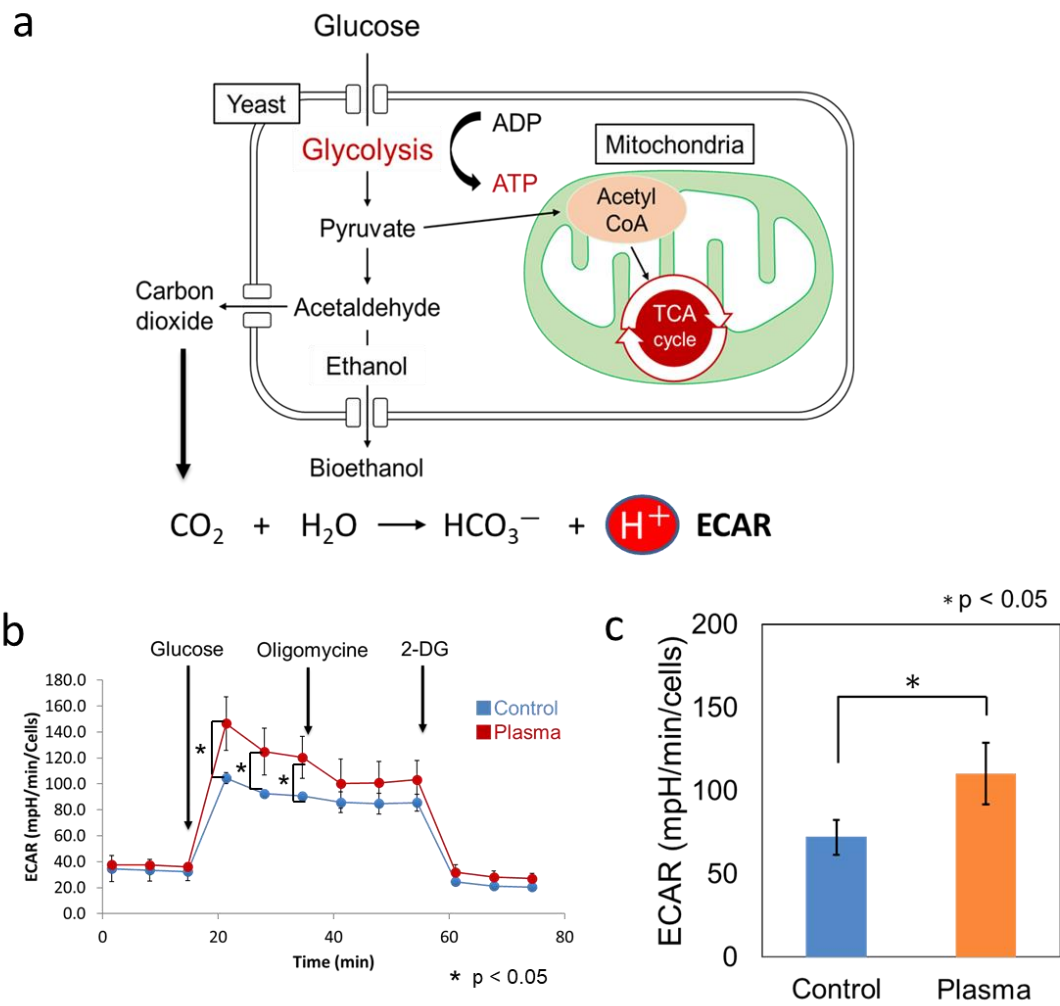 a
Glucose
Yeast
Glycolysis
ADP
ATP
Mitochondria
Acetyl
CoA
Pyruvate
TCA
cycle
Carbon
dioxide
Acetaldehyde
Ethanol
Bioethanol
CO₂ + H₂O ⟶ HCO₃⁻ + H⁺ ECAR
b
Glucose
Oligomycine
2-DG
ECAR (mpH/min/Cells)
180.0
160.0
140.0
120.0
100.0
80.0
60.0
40.0
20.0
0.0
Control
Plasma
*
*
*
0 20 40 60 80
Time (min)
* p < 0.05
c
* p < 0.05
ECAR (mpH/min/cells)
200
150
100
50
0
*
Control Plasma